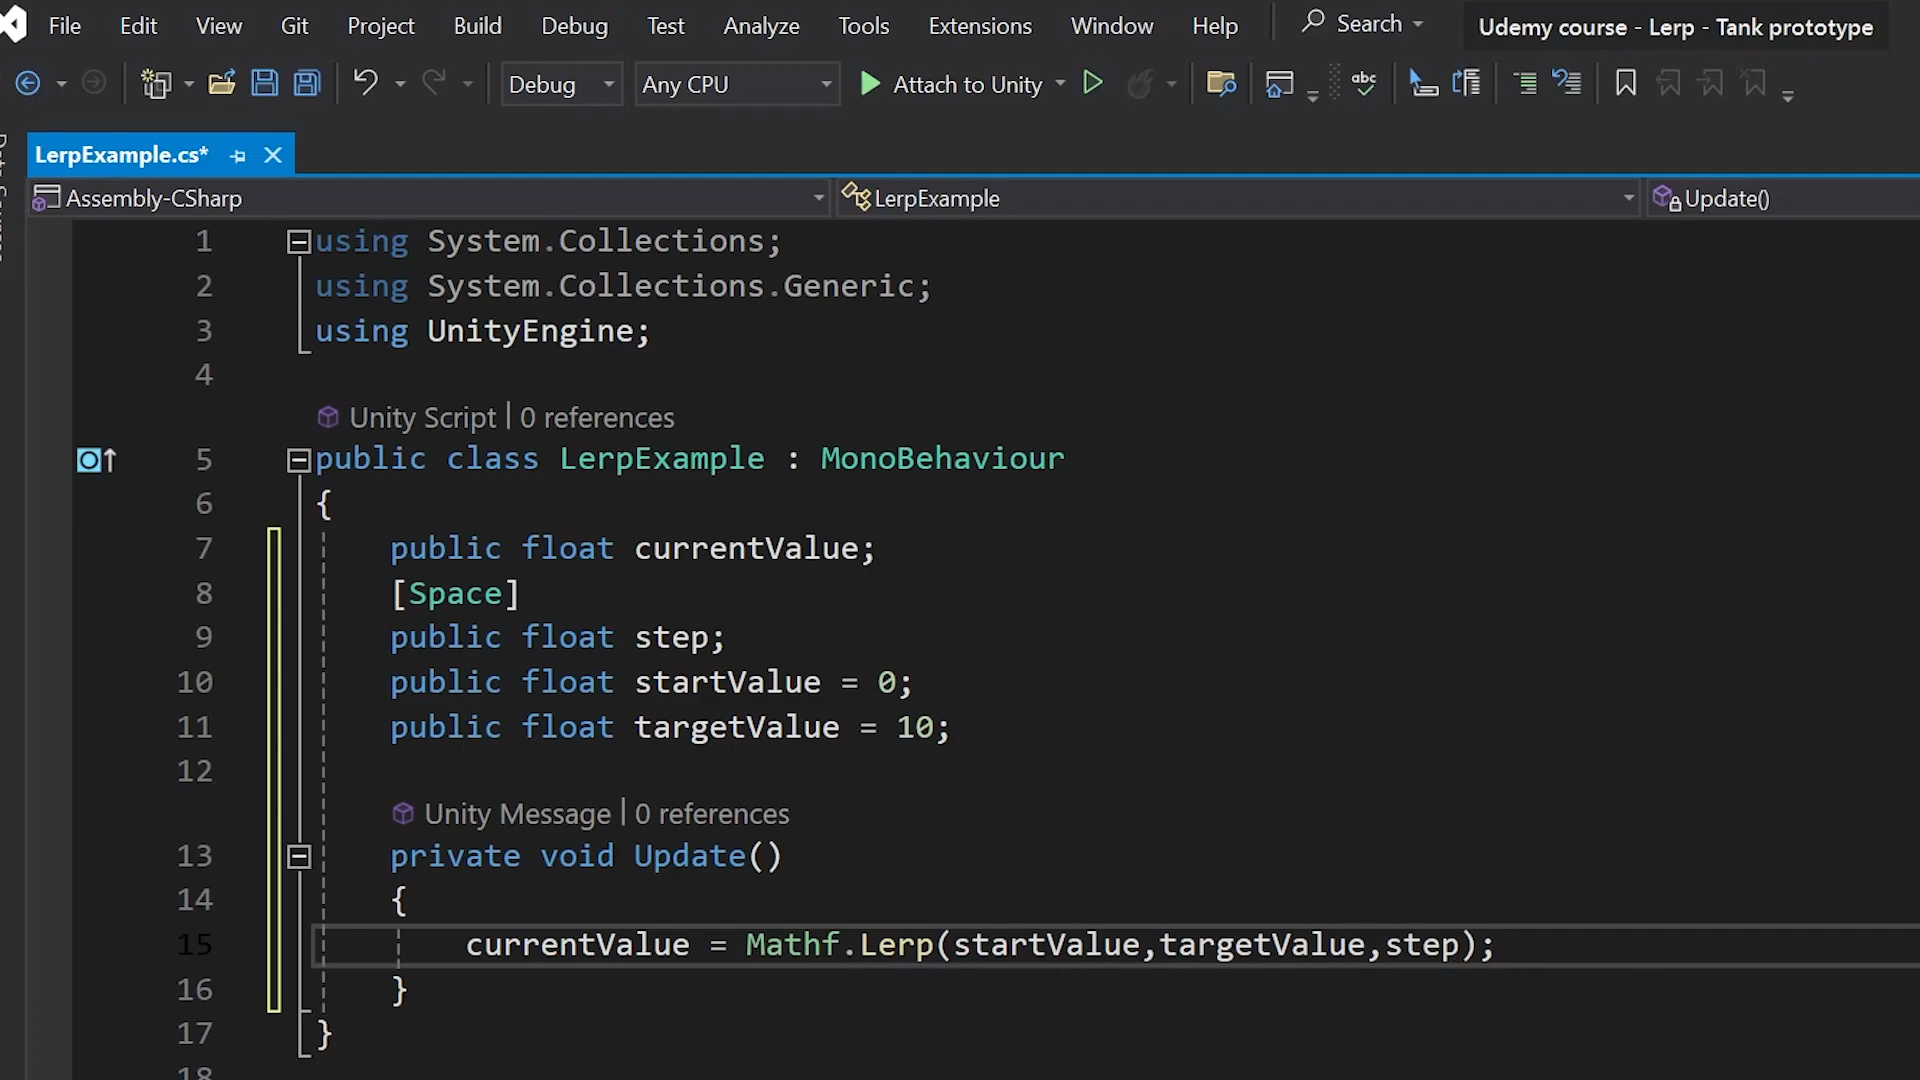 File Edit View Git Project Build Debug Test Analyze Tools Extensions Window Help Search Udemy course - Lerp - Tank prototype
Debug Any CPU Attach to Unity abc
LerpExample.cs*
Assembly-CSharp LerpExample Update()
1 using System.Collections;
2 using System.Collections.Generic;
3 using UnityEngine;
4
Unity Script | 0 references
5 public class LerpExample : MonoBehaviour
6 {
7 public float currentValue;
8 [Space]
9 public float step;
10 public float startValue = 0;
11 public float targetValue = 10;
12
Unity Message | 0 references
13 private void Update()
14 {
15 currentValue = Mathf.Lerp(startValue,targetValue,step);
16 }
17 }
18